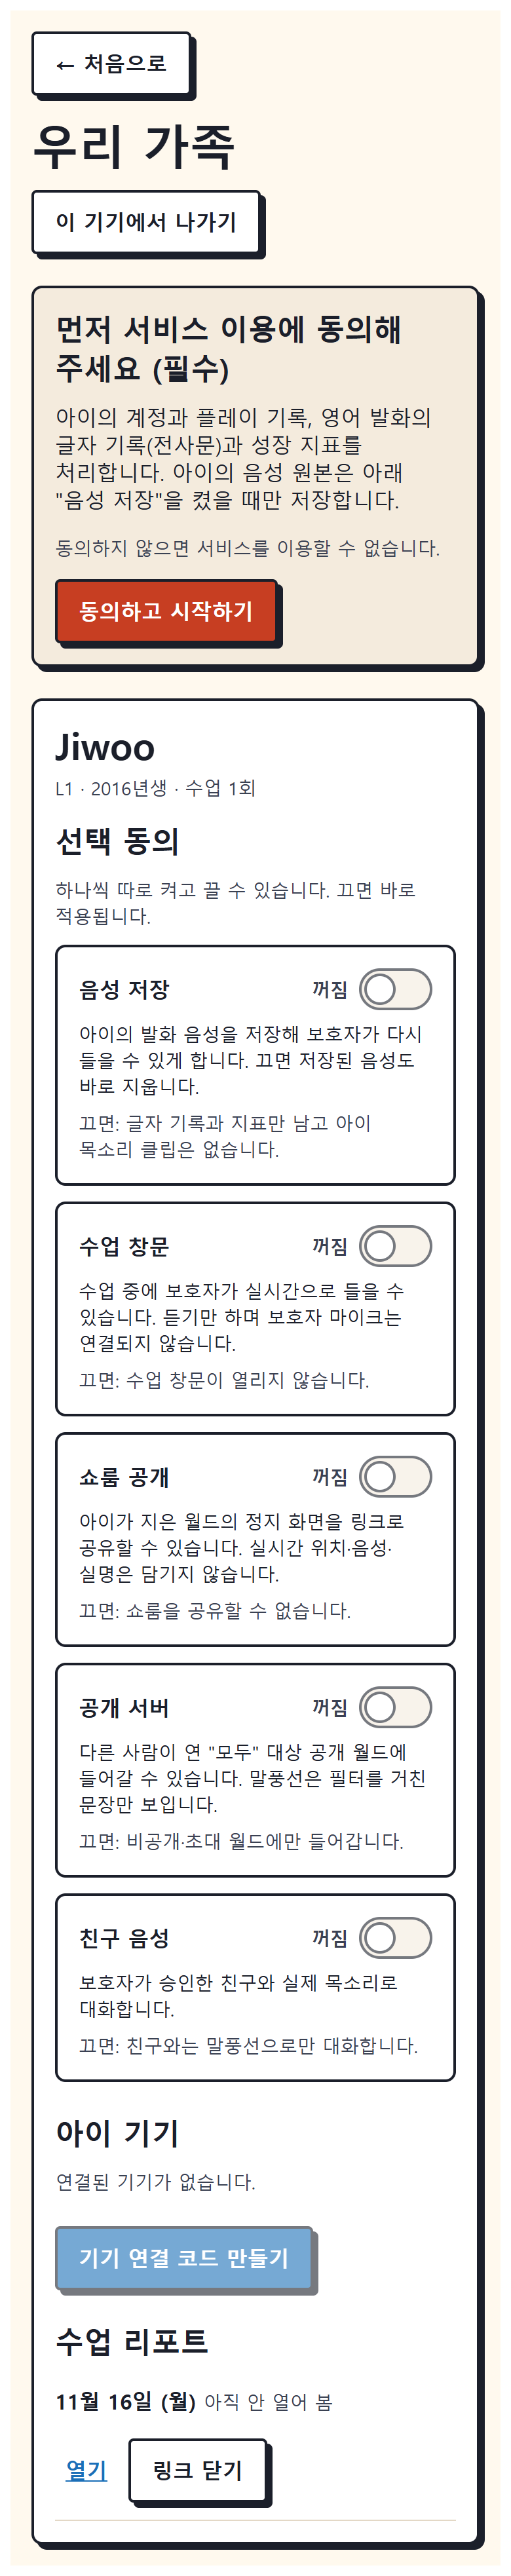 ← 처음으로
우리 가족
이 기기에서 나가기
먼저 서비스 이용에 동의해
주세요 (필수)
아이의 계정과 플레이 기록, 영어 발화의
글자 기록(전사문)과 성장 지표를
처리합니다. 아이의 음성 원본은 아래
"음성 저장"을 켰을 때만 저장합니다.
동의하지 않으면 서비스를 이용할 수 없습니다.
동의하고 시작하기
Jiwoo
L1 · 2016년생 · 수업 1회
선택 동의
하나씩 따로 켜고 끌 수 있습니다. 끄면 바로
적용됩니다.
음성 저장 꺼짐
아이의 발화 음성을 저장해 보호자가 다시
들을 수 있게 합니다. 끄면 저장된 음성도
바로 지웁니다.
끄면: 글자 기록과 지표만 남고 아이
목소리 클립은 없습니다.
수업 창문 꺼짐
수업 중에 보호자가 실시간으로 들을 수
있습니다. 듣기만 하며 보호자 마이크는
연결되지 않습니다.
끄면: 수업 창문이 열리지 않습니다.
쇼룸 공개 꺼짐
아이가 지은 월드의 정지 화면을 링크로
공유할 수 있습니다. 실시간 위치·음성·
실명은 담기지 않습니다.
끄면: 쇼룸을 공유할 수 없습니다.
공개 서버 꺼짐
다른 사람이 연 "모두" 대상 공개 월드에
들어갈 수 있습니다. 말풍선은 필터를 거친
문장만 보입니다.
끄면: 비공개·초대 월드에만 들어갑니다.
친구 음성 꺼짐
보호자가 승인한 친구와 실제 목소리로
대화합니다.
끄면: 친구와는 말풍선으로만 대화합니다.
아이 기기
연결된 기기가 없습니다.
기기 연결 코드 만들기
수업 리포트
11월 16일 (월) 아직 안 열어 봄
열기 링크 닫기